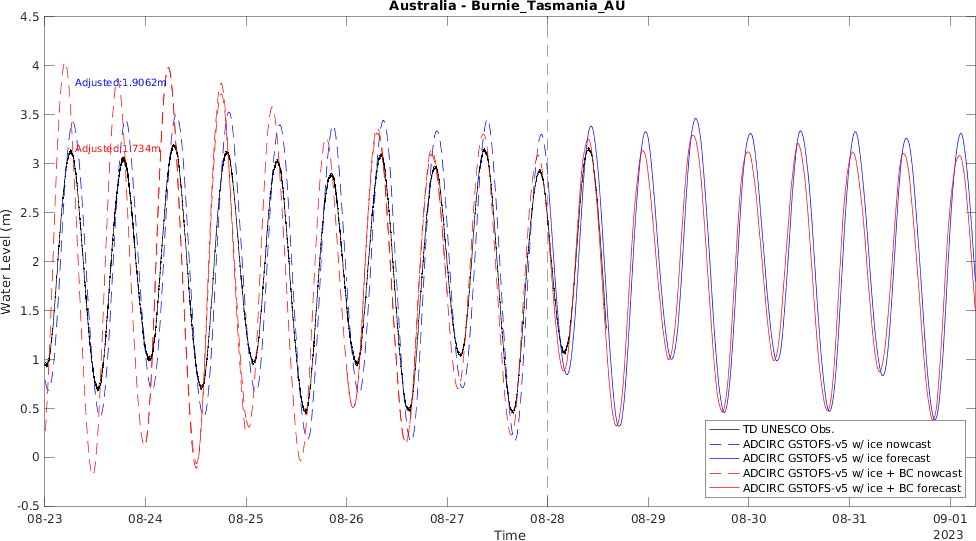 Australia - Burnie_Tasmania_AU
4.5
4
3.5
3
2.5
2
1.5
1
0.5
0
-0.5
Water Level (m)
Adjusted:1.9062m
Adjusted:1.734m
TD UNESCO Obs.
ADCIRC GSTOFS-v5 w/ ice nowcast
ADCIRC GSTOFS-v5 w/ ice forecast
ADCIRC GSTOFS-v5 w/ ice + BC nowcast
ADCIRC GSTOFS-v5 w/ ice + BC forecast
08-23 08-24 08-25 08-26 08-27 08-28 08-29 08-30 08-31 09-01
2023
Time